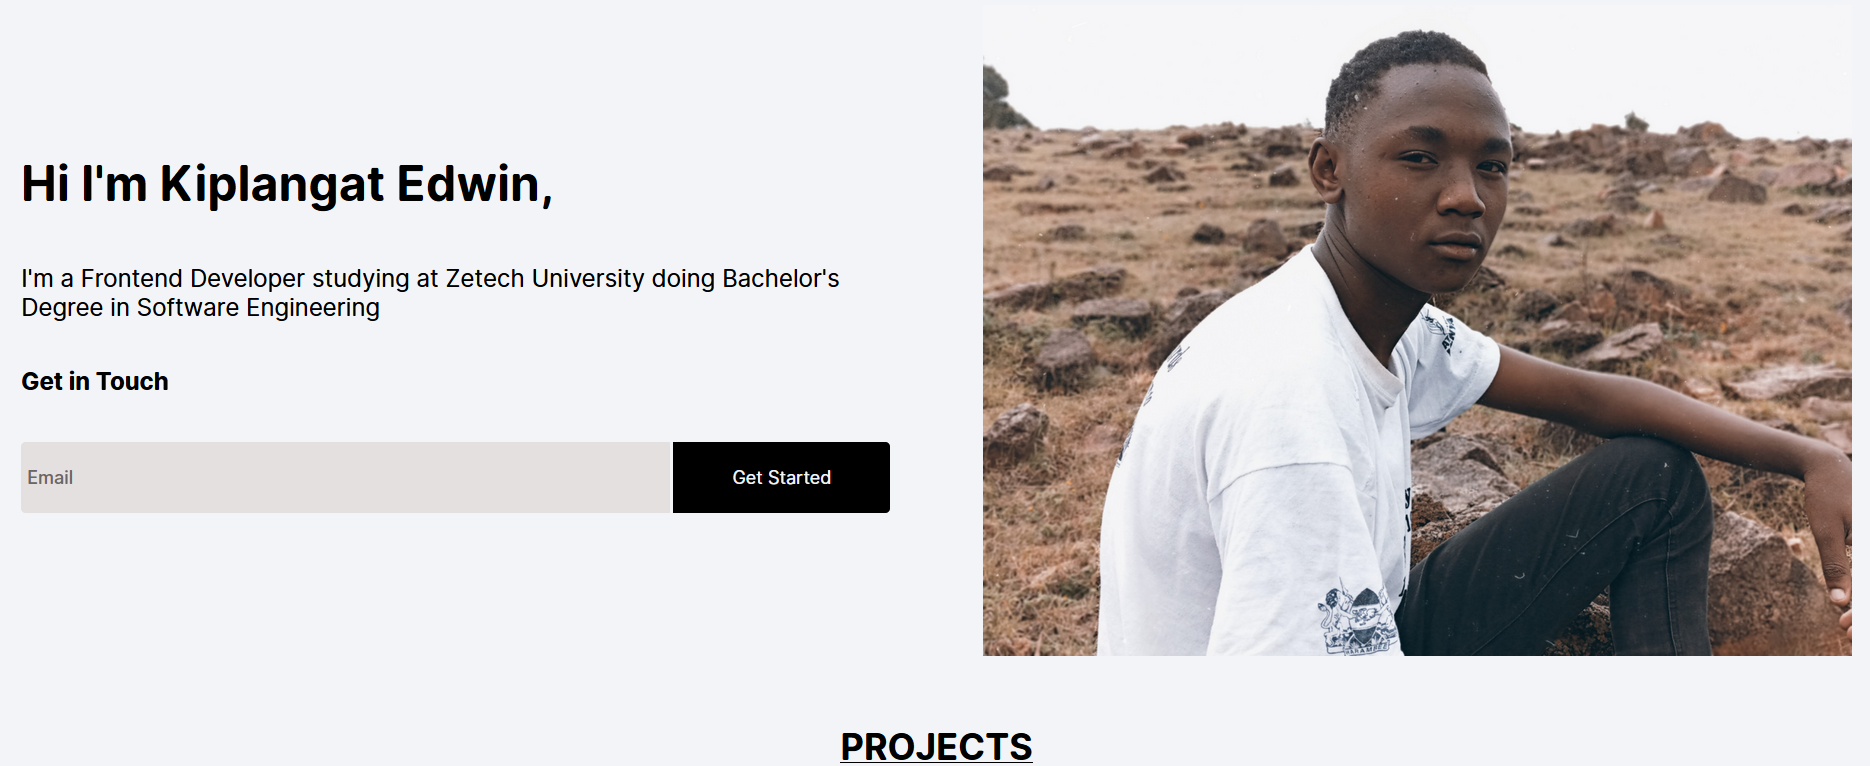 Hi I'm Kiplangat Edwin,
I'm a Frontend Developer studying at Zetech University doing Bachelor's
Degree in Software Engineering
Get in Touch
Email
Get Started
HARAMBEE
PROJECTS